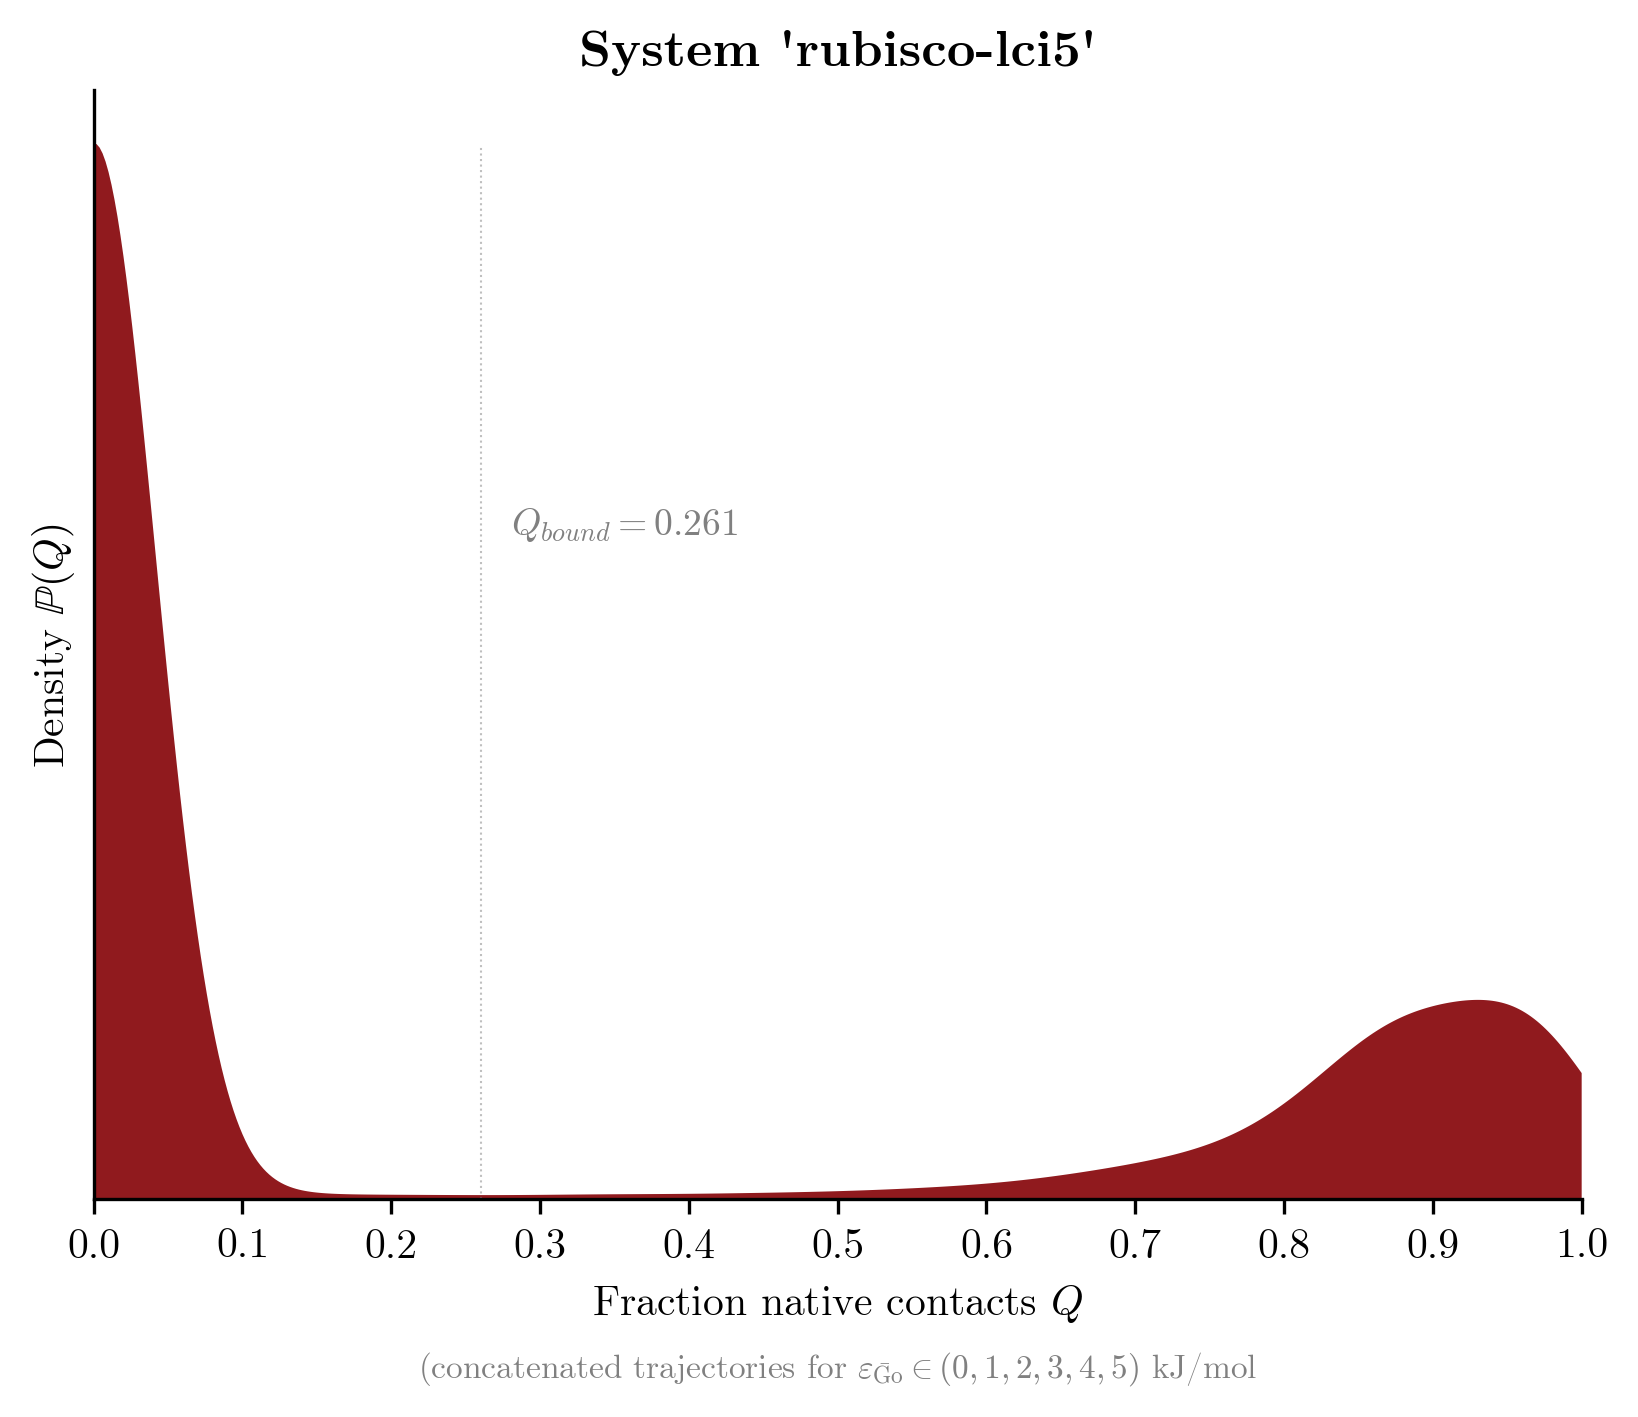 System 'rubisco-lci5'
Density ℙ(Q)
Q_bound = 0.261
0.0 0.1 0.2 0.3 0.4 0.5 0.6 0.7 0.8 0.9 1.0
Fraction native contacts Q
(concatenated trajectories for ε_Ḡo ∈ (0, 1, 2, 3, 4, 5) kJ/mol